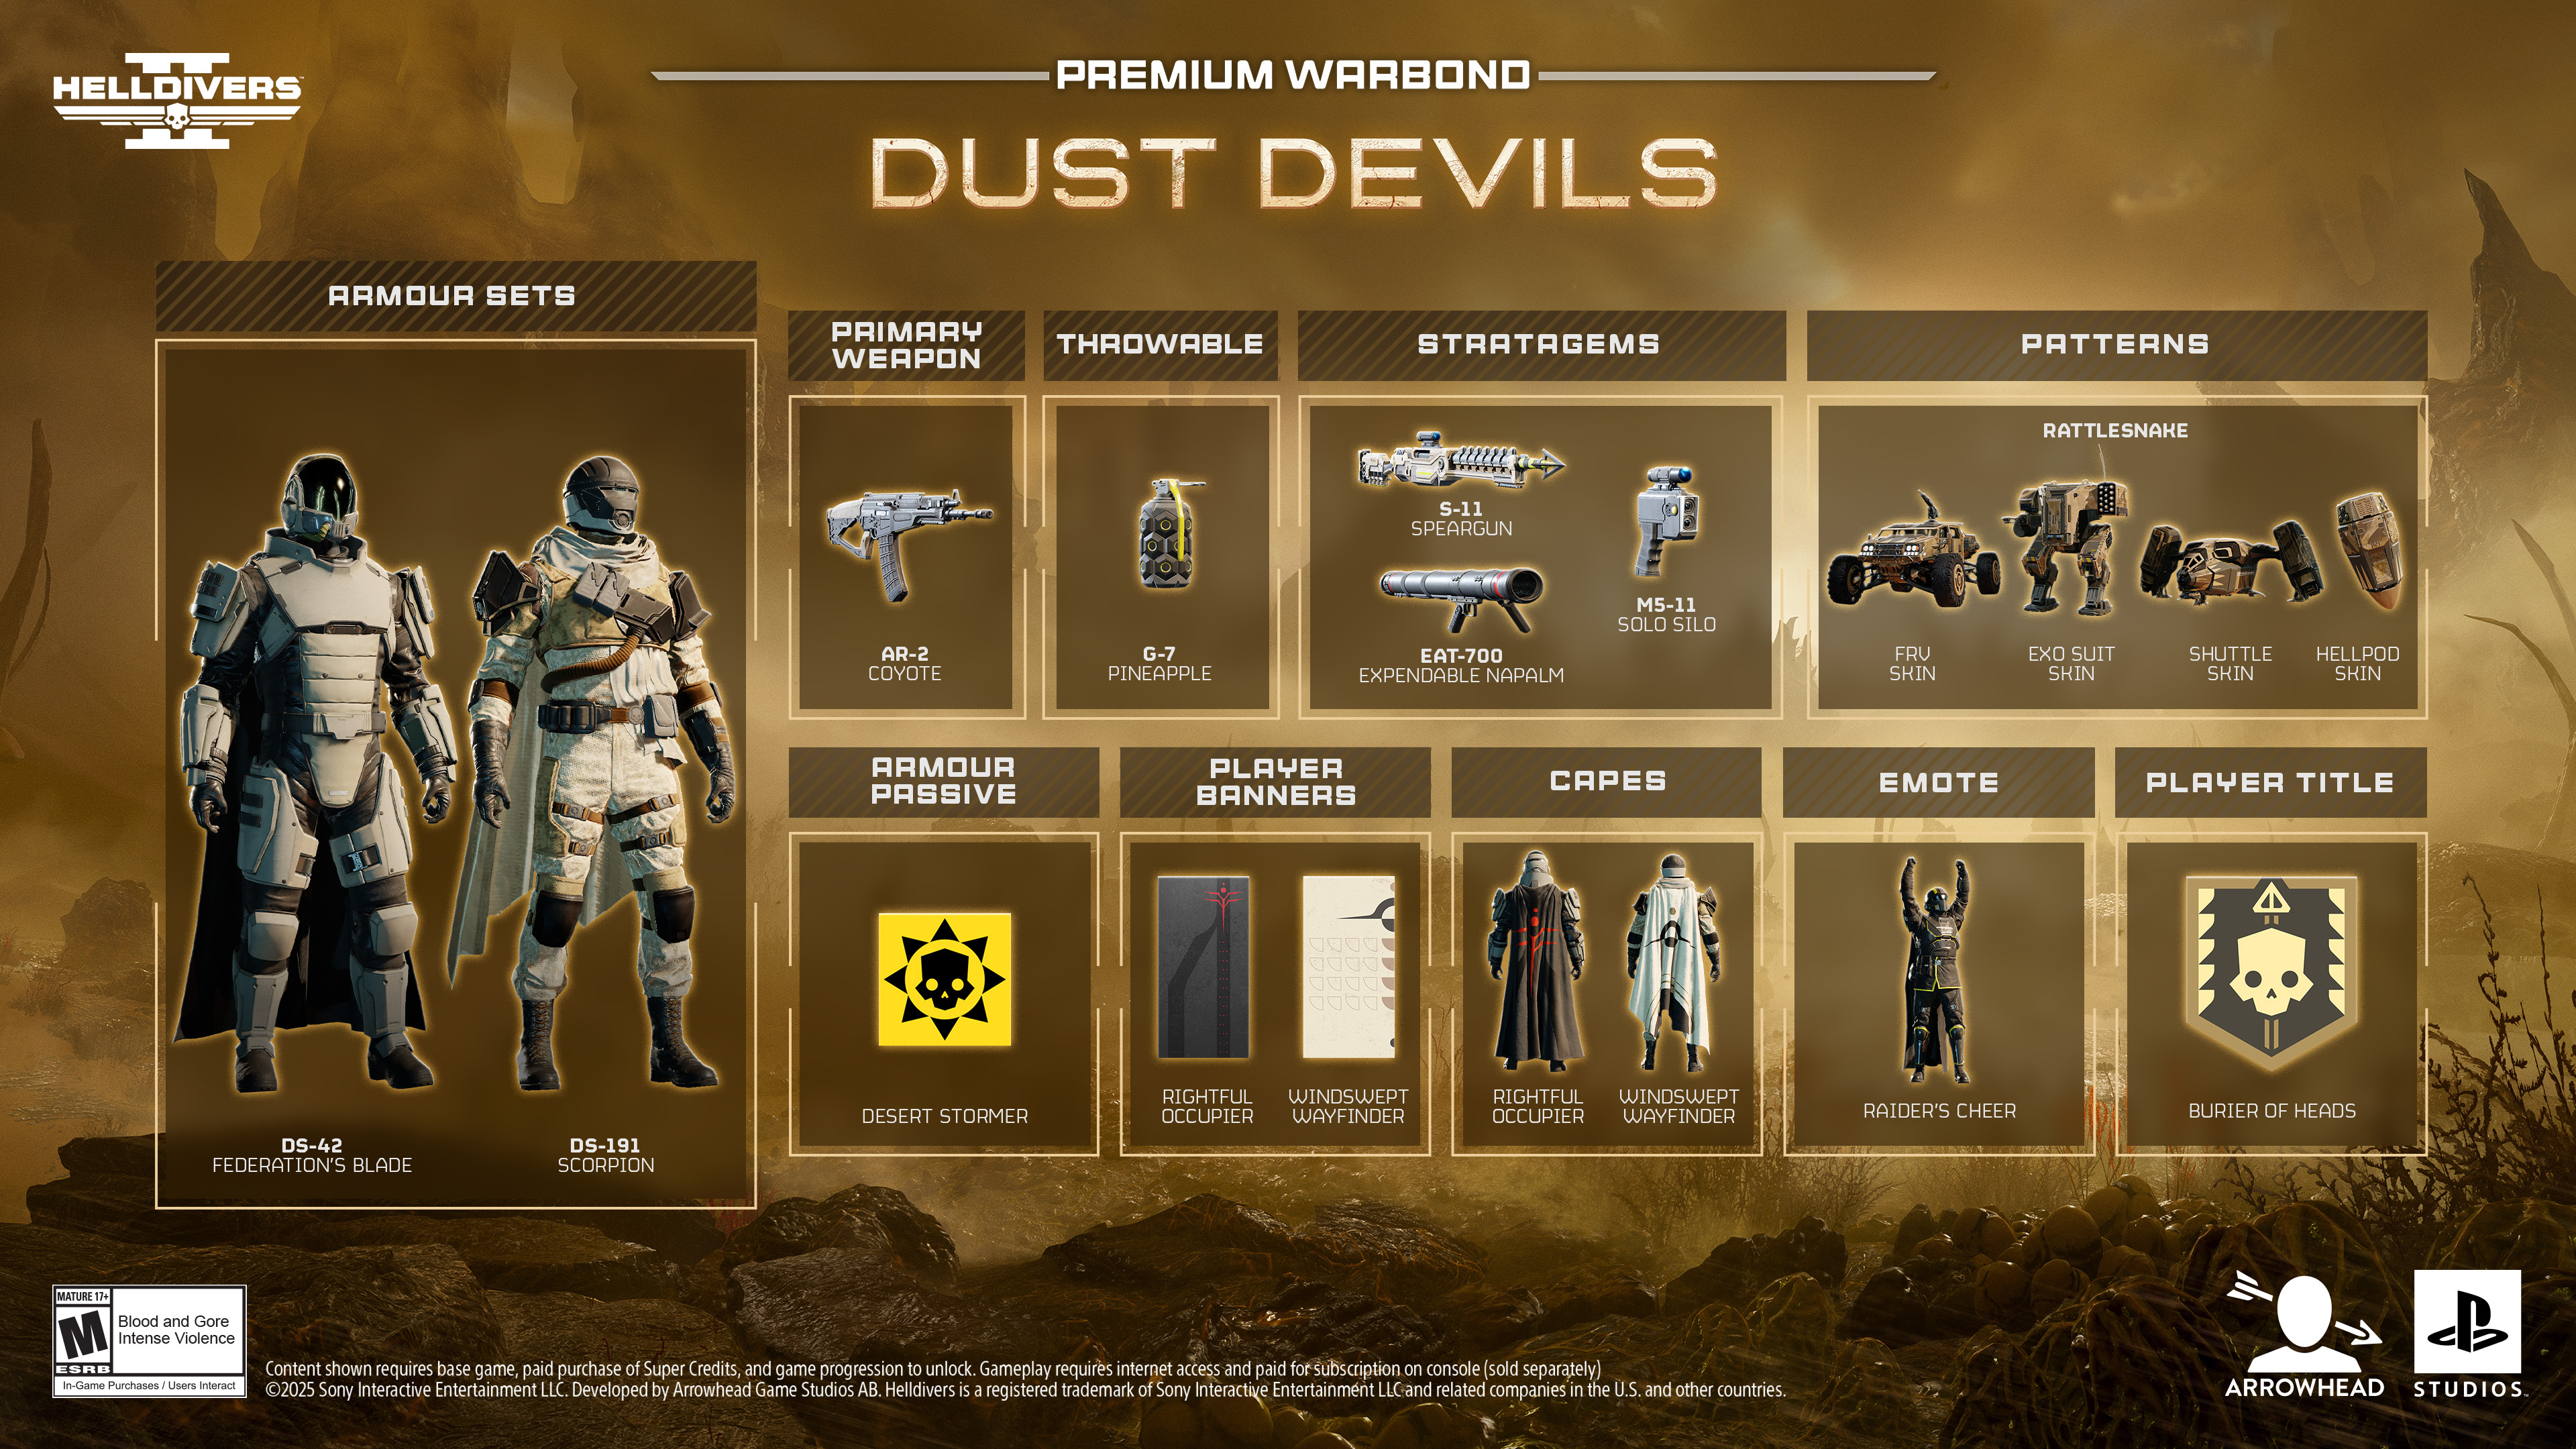 HELLDIVERS
II
PREMIUM WARBOND
DUST DEVILS
ARMOUR SETS
DS-42
FEDERATION'S BLADE
DS-191
SCORPION
PRIMARY
WEAPON
AR-2
COYOTE
THROWABLE
G-7
PINEAPPLE
STRATAGEMS
S-11
SPEARGUN
EAT-700
EXPENDABLE NAPALM
M5-11
SOLO SILO
PATTERNS
RATTLESNAKE
FRV
SKIN
EXO SUIT
SKIN
SHUTTLE
SKIN
HELLPOD
SKIN
ARMOUR
PASSIVE
DESERT STORMER
PLAYER
BANNERS
RIGHTFUL
OCCUPIER
WINDSWEPT
WAYFINDER
CAPES
RIGHTFUL
OCCUPIER
WINDSWEPT
WAYFINDER
EMOTE
RAIDER'S CHEER
PLAYER TITLE
BURIER OF HEADS
MATURE 17+
M
ESRB
Blood and Gore
Intense Violence
In-Game Purchases / Users Interact
Content shown requires base game, paid purchase of Super Credits, and game progression to unlock. Gameplay requires internet access and paid for subscription on console (sold separately)
©2025 Sony Interactive Entertainment LLC. Developed by Arrowhead Game Studios AB. Helldivers is a registered trademark of Sony Interactive Entertainment LLC and related companies in the U.S. and other countries.
ARROWHEAD
STUDIOS